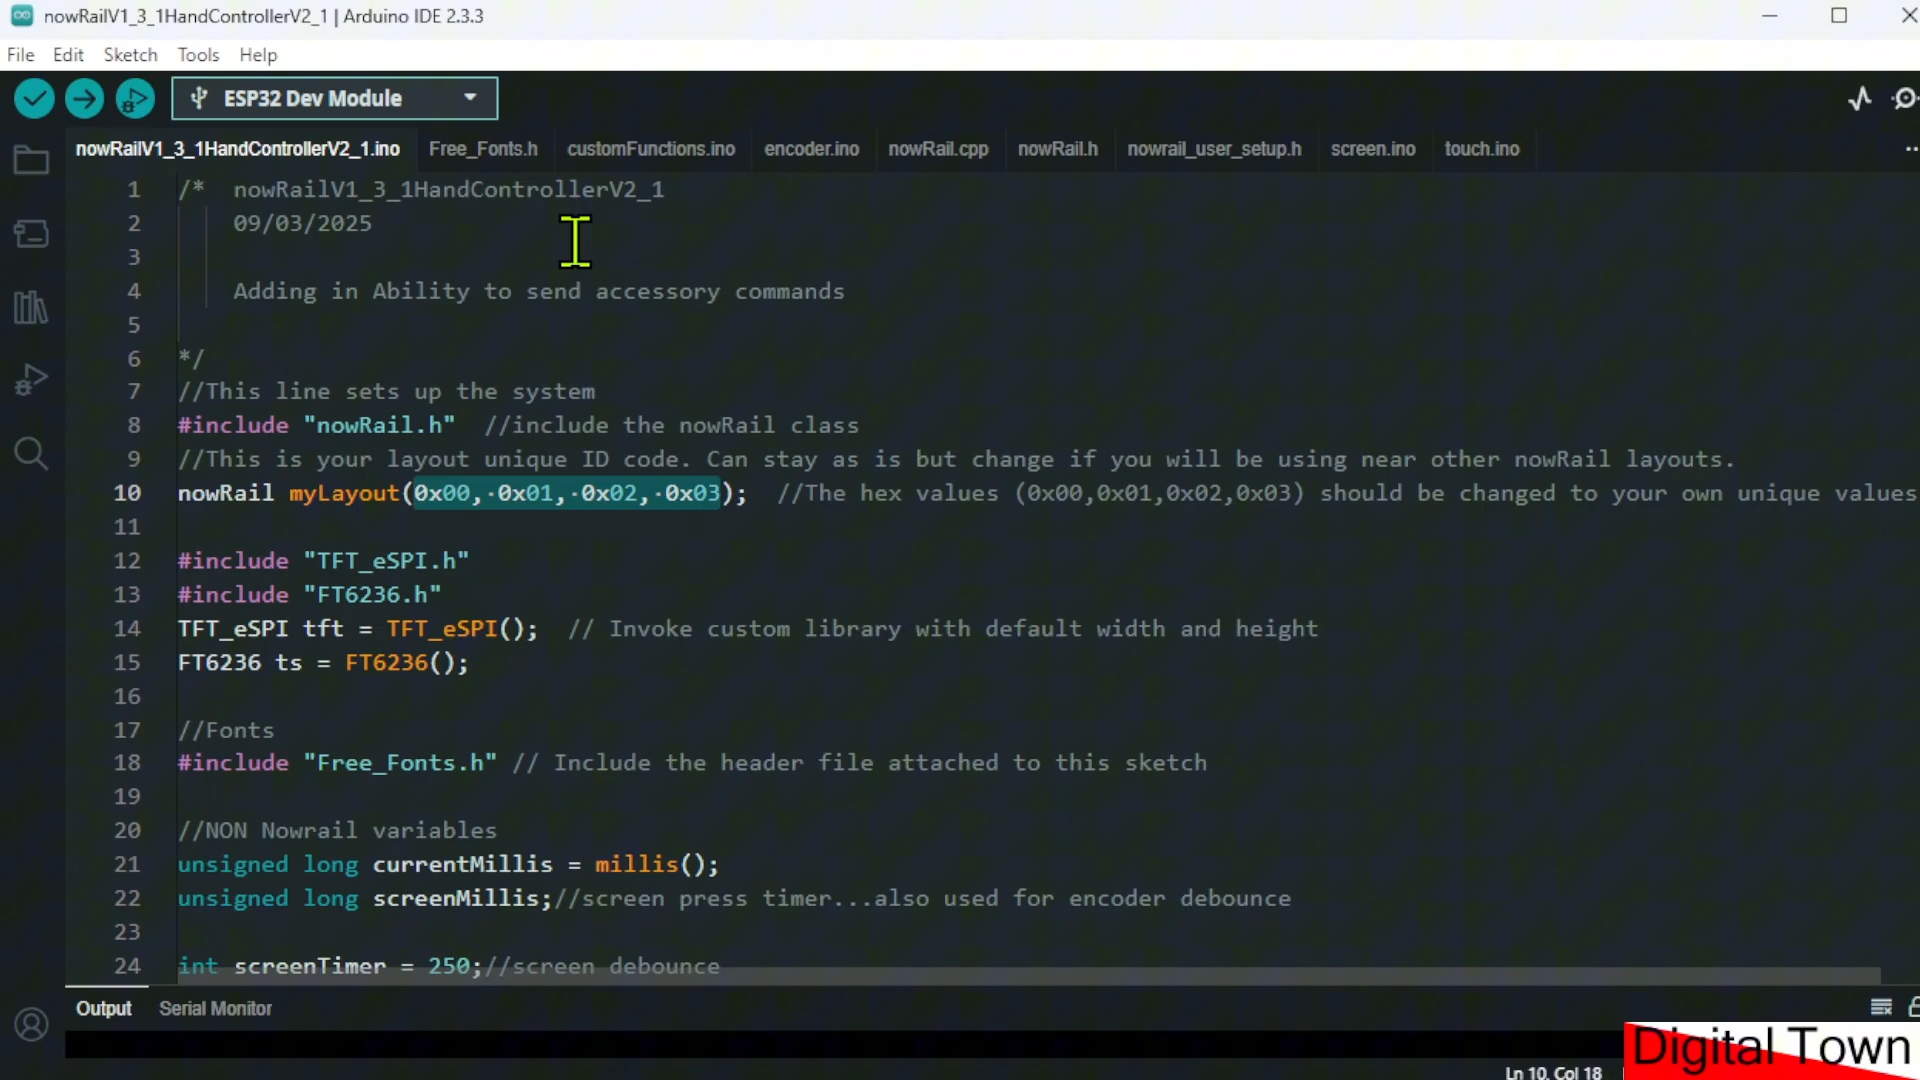 nowRailV1_3_1HandControllerV2_1 | Arduino IDE 2.3.3
File Edit Sketch Tools Help
ESP32 Dev Module
nowRailV1_3_1HandControllerV2_1.ino Free_Fonts.h customFunctions.ino encoder.ino nowRail.cpp nowRail.h nowrail_user_setup.h screen.ino touch.ino
1 /* nowRailV1_3_1HandControllerV2_1
2 09/03/2025
3
4 Adding in Ability to send accessory commands
5
6 */
7 //This line sets up the system
8 #include "nowRail.h" //include the nowRail class
9 //This is your layout unique ID code. Can stay as is but change if you will be using near other nowRail layouts.
10 nowRail myLayout(0x00, 0x01, 0x02, 0x03); //The hex values (0x00,0x01,0x02,0x03) should be changed to your own unique values
11
12 #include "TFT_eSPI.h"
13 #include "FT6236.h"
14 TFT_eSPI tft = TFT_eSPI(); // Invoke custom library with default width and height
15 FT6236 ts = FT6236();
16
17 //Fonts
18 #include "Free_Fonts.h" // Include the header file attached to this sketch
19
20 //NON Nowrail variables
21 unsigned long currentMillis = millis();
22 unsigned long screenMillis;//screen press timer...also used for encoder debounce
23
24 int screenTimer = 250;//screen debounce
Output Serial Monitor
Digital Town
Ln 10, Col 18